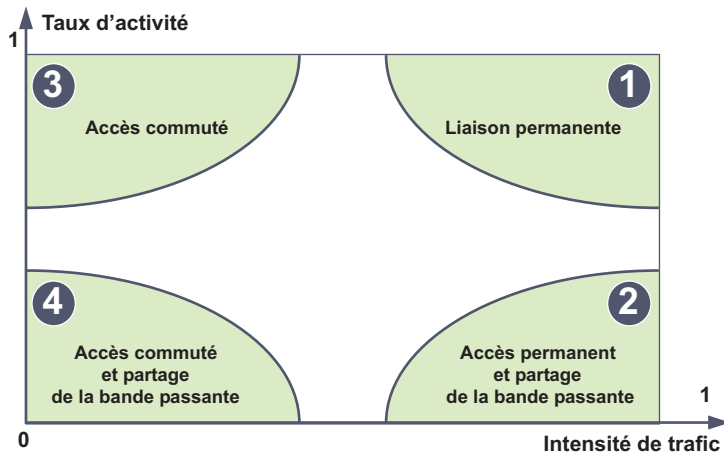 Taux d’activité
1
3
1
Accès commuté
Liaison permanente
4
2
Accès commuté
et partage
de la bande passante
Accès permanent
et partage
de la bande passante
1
0
Intensité de trafic